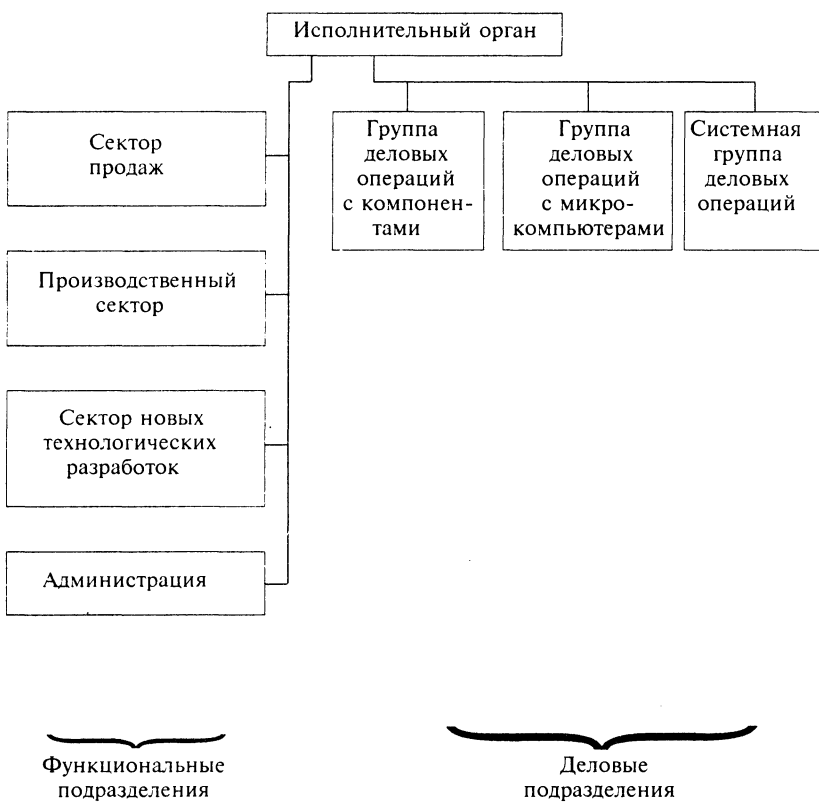 Исполнительный орган
Сектор
продаж
Производственный
сектор
Сектор новых
технологических
разработок
Администрация
Группа
деловых
операций
с компонен-
тами
Группа
деловых
операций
с микро-
компьютерами
Системная
группа
деловых
операций
Функциональные
подразделения
Деловые
подразделения